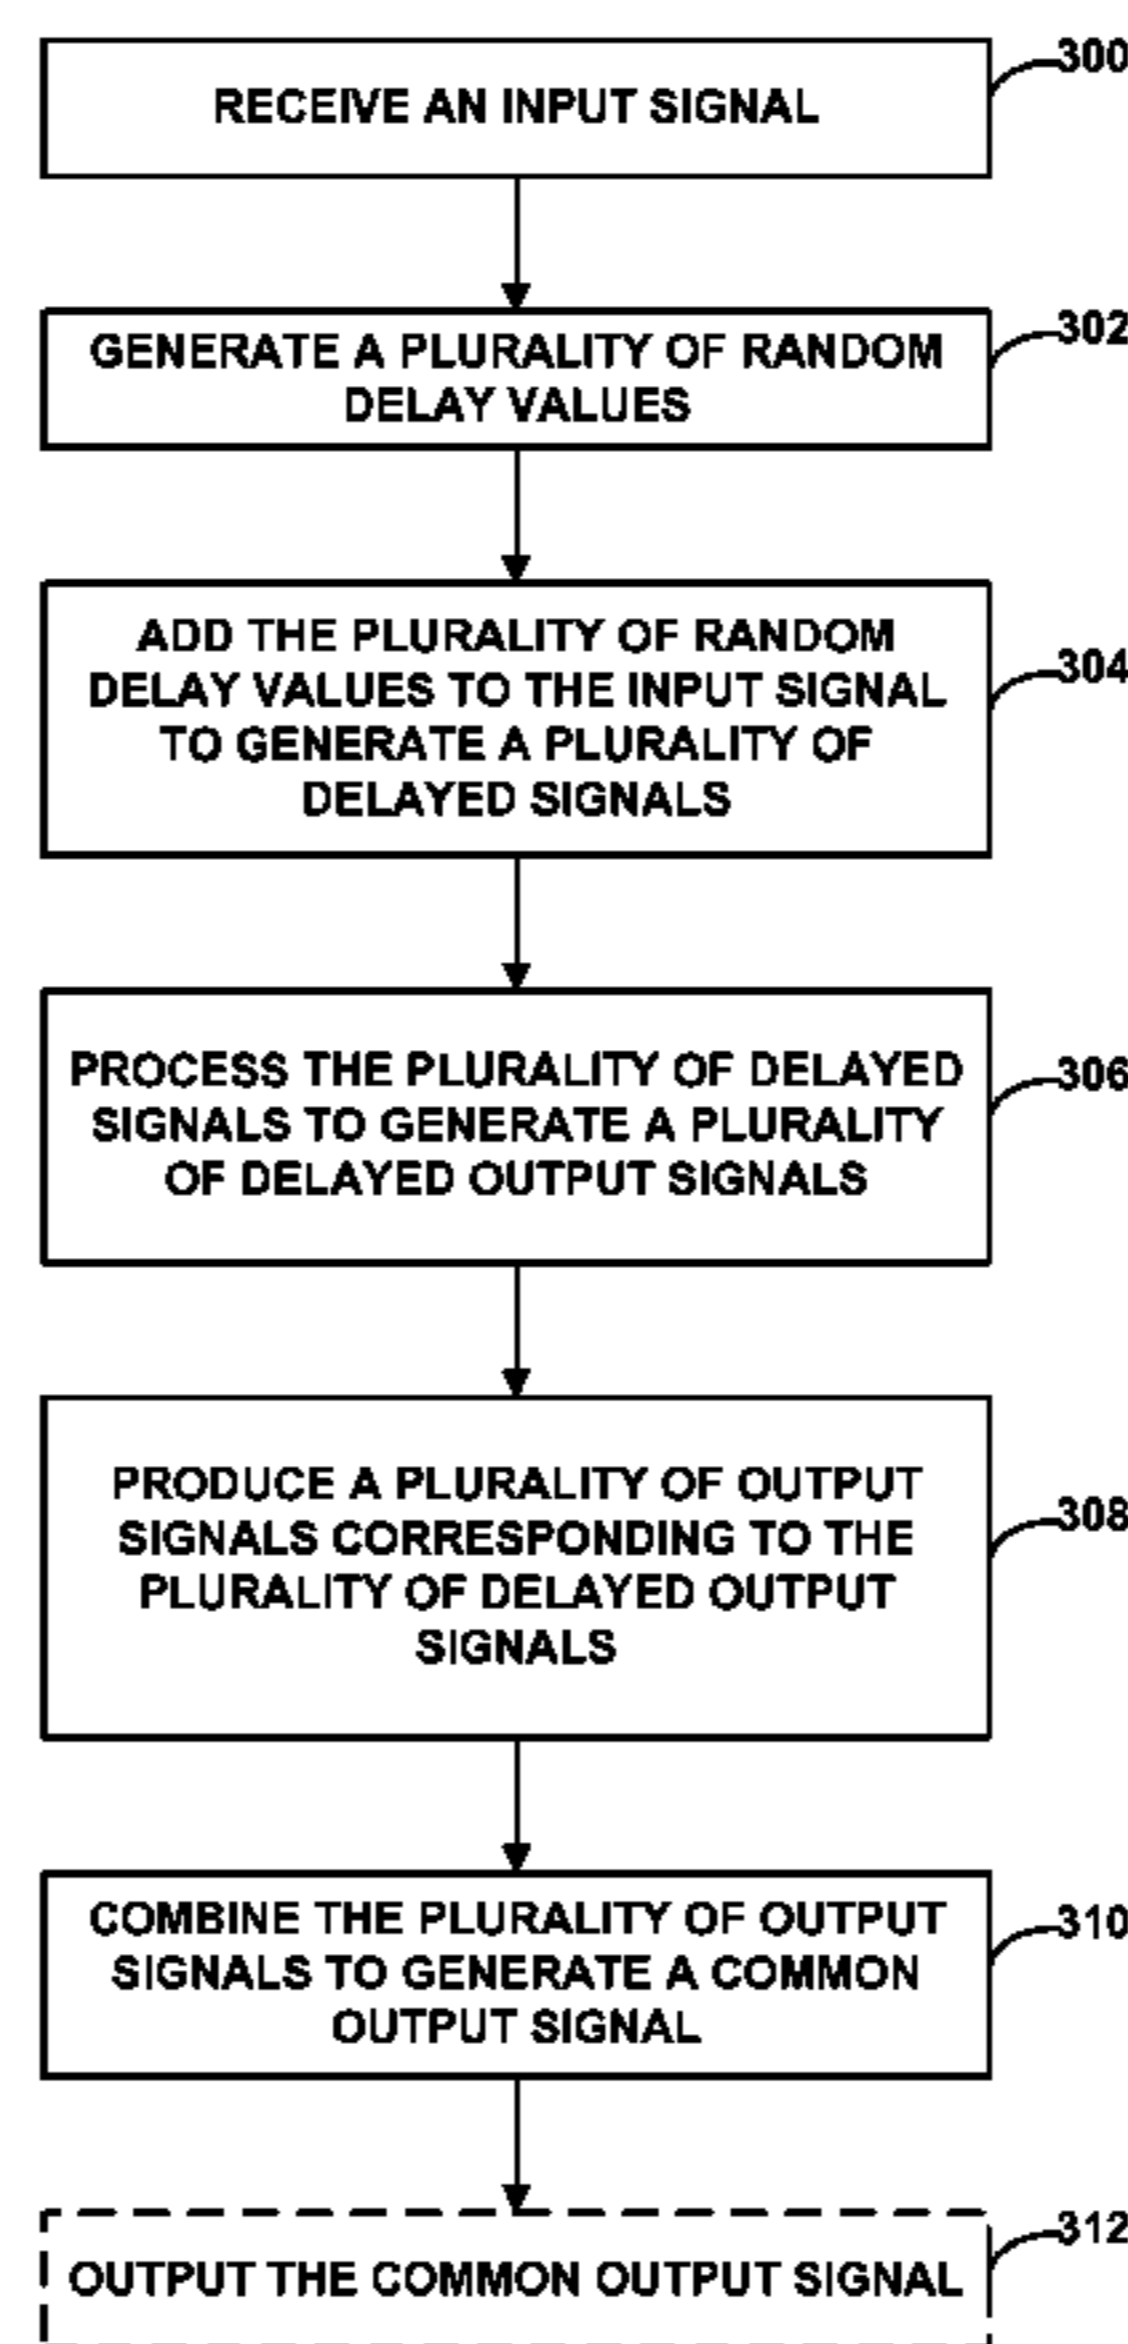 300
RECEIVE AN INPUT SIGNAL
302
GENERATE A PLURALITY OF RANDOM
DELAY VALUES
304
ADD THE PLURALITY OF RANDOM
DELAY VALUES TO THE INPUT SIGNAL
TO GENERATE A PLURALITY OF
DELAYED SIGNALS
306
PROCESS THE PLURALITY OF DELAYED
SIGNALS TO GENERATE A PLURALITY
OF DELAYED OUTPUT SIGNALS
308
PRODUCE A PLURALITY OF OUTPUT
SIGNALS CORRESPONDING TO THE
PLURALITY OF DELAYED OUTPUT
SIGNALS
310
COMBINE THE PLURALITY OF OUTPUT
SIGNALS TO GENERATE A COMMON
OUTPUT SIGNAL
312
OUTPUT THE COMMON OUTPUT SIGNAL